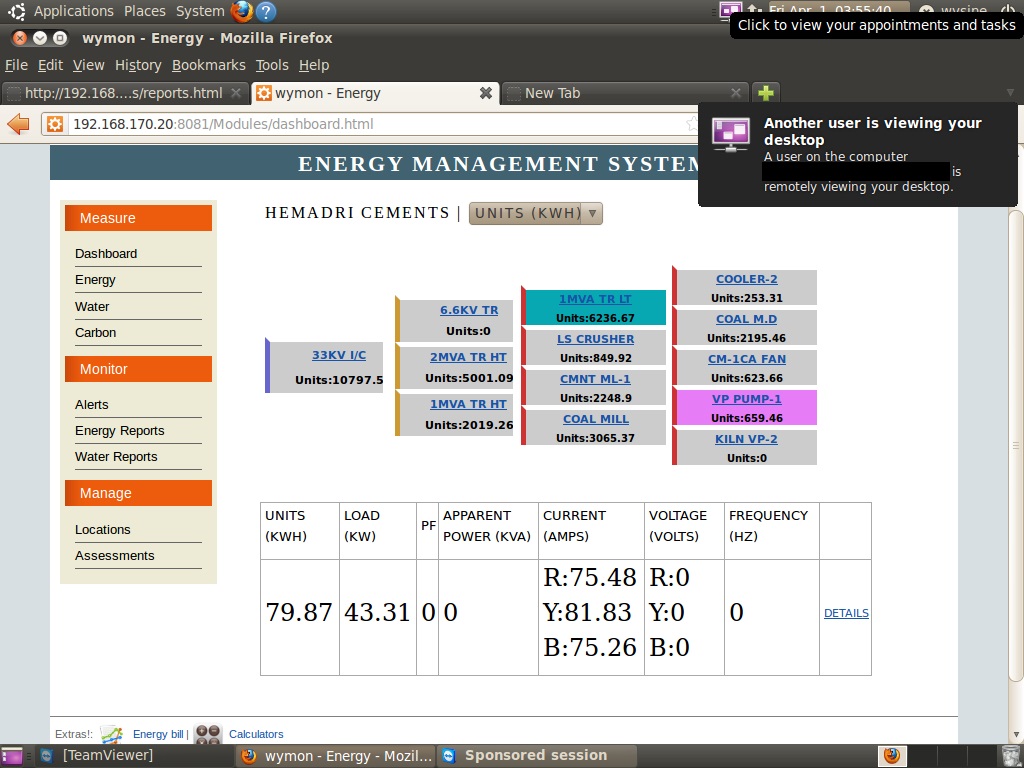 Applications Places System
Fri Apr 1, 03:55:40 wysine
Click to view your appointments and tasks
wymon - Energy - Mozilla Firefox
File Edit View History Bookmarks Tools Help
http://192.168....s/reports.html
wymon - Energy
New Tab
192.168.170.20:8081/Modules/dashboard.html
Another user is viewing your
desktop
A user on the computer
is
remotely viewing your desktop.
ENERGY MANAGEMENT SYSTEM
HEMADRI CEMENTS | UNITS (KWH)
Measure
Dashboard
Energy
Water
Carbon
Monitor
Alerts
Energy Reports
Water Reports
Manage
Locations
Assessments
33KV I/C
Units:10797.5
6.6KV TR
Units:0
2MVA TR HT
Units:5001.09
1MVA TR HT
Units:2019.26
1MVA TR LT
Units:6236.67
LS CRUSHER
Units:849.92
CMNT ML-1
Units:2248.9
COAL MILL
Units:3065.37
COOLER-2
Units:253.31
COAL M.D
Units:2195.46
CM-1CA FAN
Units:623.66
VP PUMP-1
Units:659.46
KILN VP-2
Units:0
UNITS (KWH)
LOAD (KW)
PF
APPARENT POWER (KVA)
CURRENT (AMPS)
VOLTAGE (VOLTS)
FREQUENCY (HZ)
79.87
43.31
0
0
R:75.48
Y:81.83
B:75.26
R:0
Y:0
B:0
0
DETAILS
Extras!: Energy bill | Calculators
[TeamViewer]
wymon - Energy - Mozil...
Sponsored session